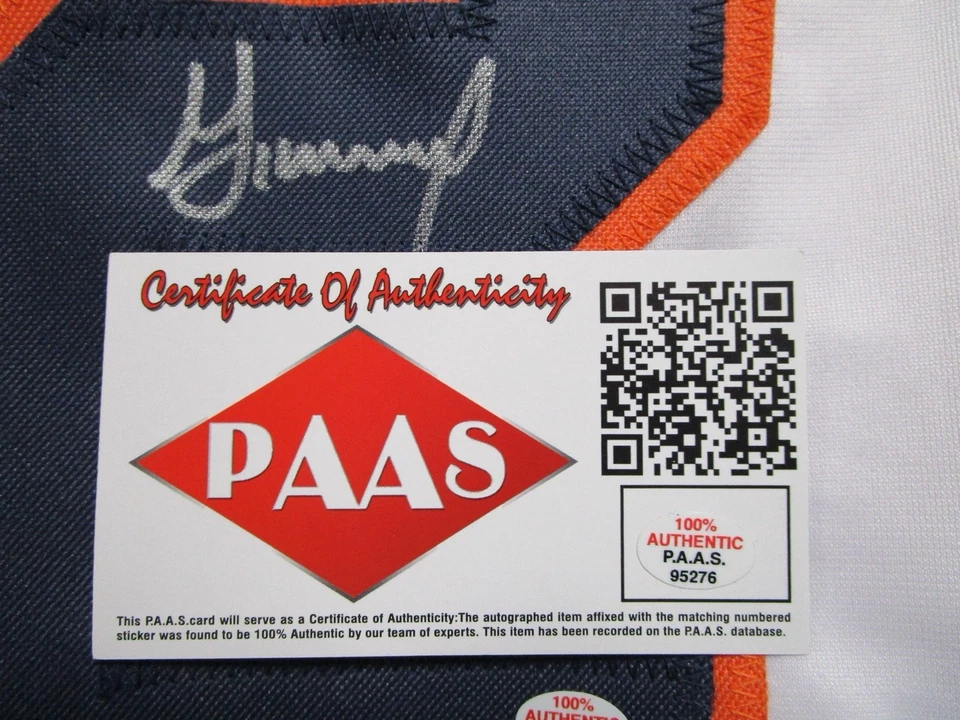 Certificate Of Authenticity
PAAS
100%
AUTHENTIC
P.A.A.S.
95276
This P.A.A.S.card will serve as a Certificate of Authenticity:The autographed item affixed with the matching numbered
sticker was found to be 100% Authentic by our team of experts. This item has been recorded on the P.A.A.S. database.
100%
AUTHENTIC